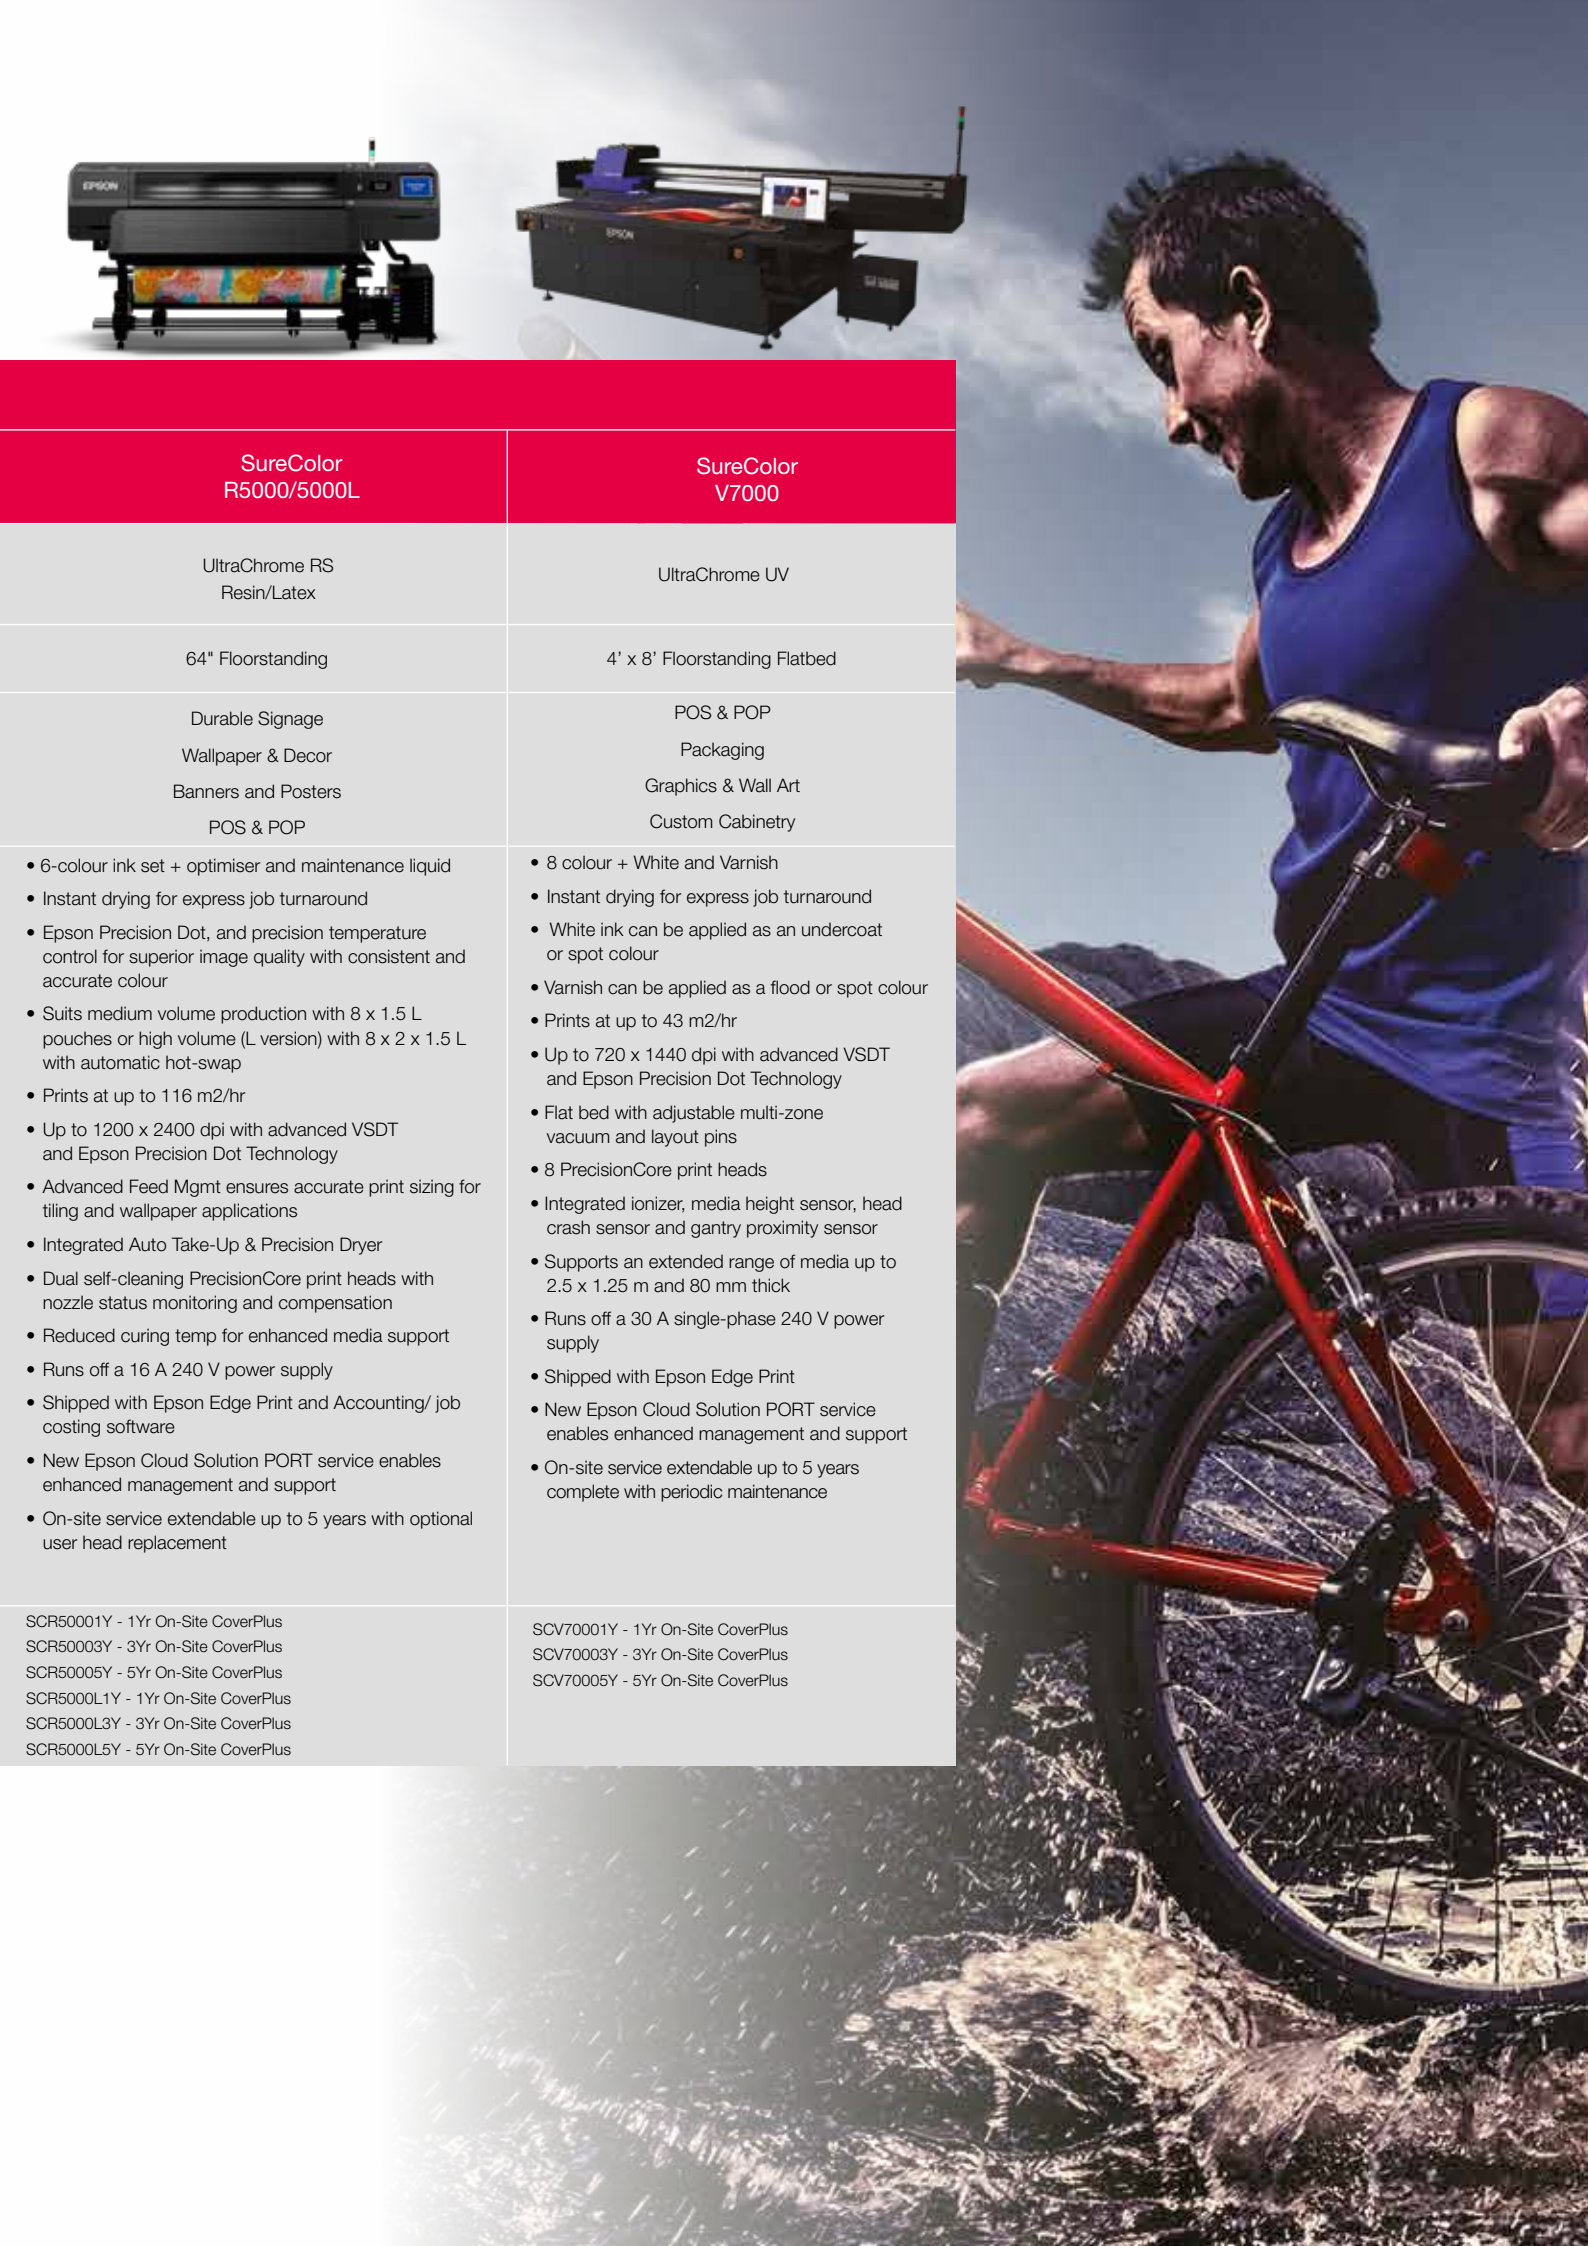 EPSON
EPSON
SureColor
R5000/5000L
UltraChrome RS
Resin/Latex
64" Floorstanding
Durable Signage
Wallpaper & Decor
Banners and Posters
POS & POP
• 6-colour ink set + optimiser and maintenance liquid
• Instant drying for express job turnaround
• Epson Precision Dot, and precision temperature
control for superior image quality with consistent and
accurate colour
• Suits medium volume production with 8 x 1.5 L
pouches or high volume (L version) with 8 x 2 x 1.5 L
with automatic hot-swap
• Prints at up to 116 m2/hr
• Up to 1200 x 2400 dpi with advanced VSDT
and Epson Precision Dot Technology
• Advanced Feed Mgmt ensures accurate print sizing for
tiling and wallpaper applications
• Integrated Auto Take-Up & Precision Dryer
• Dual self-cleaning PrecisionCore print heads with
nozzle status monitoring and compensation
• Reduced curing temp for enhanced media support
• Runs off a 16 A 240 V power supply
• Shipped with Epson Edge Print and Accounting/ job
costing software
• New Epson Cloud Solution PORT service enables
enhanced management and support
• On-site service extendable up to 5 years with optional
user head replacement
SCR50001Y - 1Yr On-Site CoverPlus
SCR50003Y - 3Yr On-Site CoverPlus
SCR50005Y - 5Yr On-Site CoverPlus
SCR5000L1Y - 1Yr On-Site CoverPlus
SCR5000L3Y - 3Yr On-Site CoverPlus
SCR5000L5Y - 5Yr On-Site CoverPlus
SureColor
V7000
UltraChrome UV
4’ x 8’ Floorstanding Flatbed
POS & POP
Packaging
Graphics & Wall Art
Custom Cabinetry
• 8 colour + White and Varnish
• Instant drying for express job turnaround
• White ink can be applied as an undercoat
or spot colour
• Varnish can be applied as a flood or spot colour
• Prints at up to 43 m2/hr
• Up to 720 x 1440 dpi with advanced VSDT
and Epson Precision Dot Technology
• Flat bed with adjustable multi-zone
vacuum and layout pins
• 8 PrecisionCore print heads
• Integrated ionizer, media height sensor, head
crash sensor and gantry proximity sensor
• Supports an extended range of media up to
2.5 x 1.25 m and 80 mm thick
• Runs off a 30 A single-phase 240 V power
supply
• Shipped with Epson Edge Print
• New Epson Cloud Solution PORT service
enables enhanced management and support
• On-site service extendable up to 5 years
complete with periodic maintenance
SCV70001Y - 1Yr On-Site CoverPlus
SCV70003Y - 3Yr On-Site CoverPlus
SCV70005Y - 5Yr On-Site CoverPlus